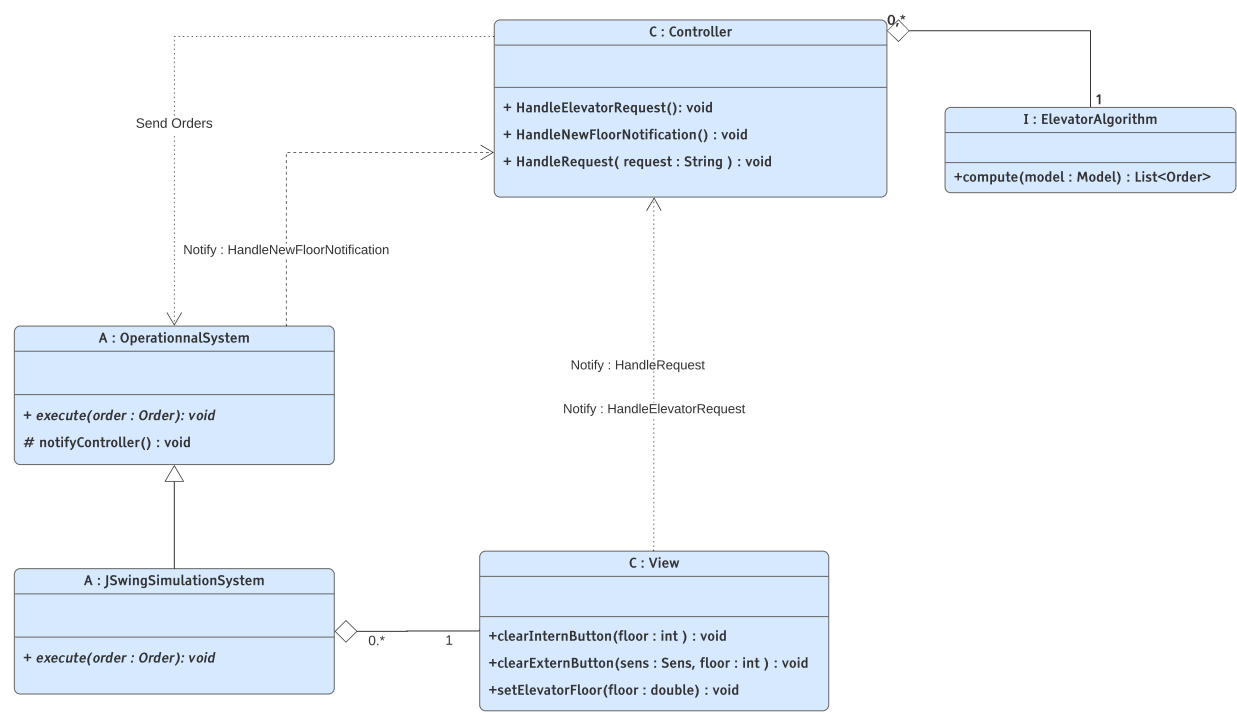 C : Controller
+ HandleElevatorRequest(): void
+ HandleNewFloorNotification() : void
+ HandleRequest( request : String ) : void
0,*
1
I : ElevatorAlgorithm
+compute(model : Model) : List<Order>
Send Orders
Notify : HandleNewFloorNotification
A : OperationnalSystem
+ execute(order : Order): void
# notifyController() : void
Notify : HandleRequest
Notify : HandleElevatorRequest
A : JSwingSimulationSystem
+ execute(order : Order): void
0.*
1
C : View
+clearInternButton(floor : int ) : void
+clearExternButton(sens : Sens, floor : int ) : void
+setElevatorFloor(floor : double) : void